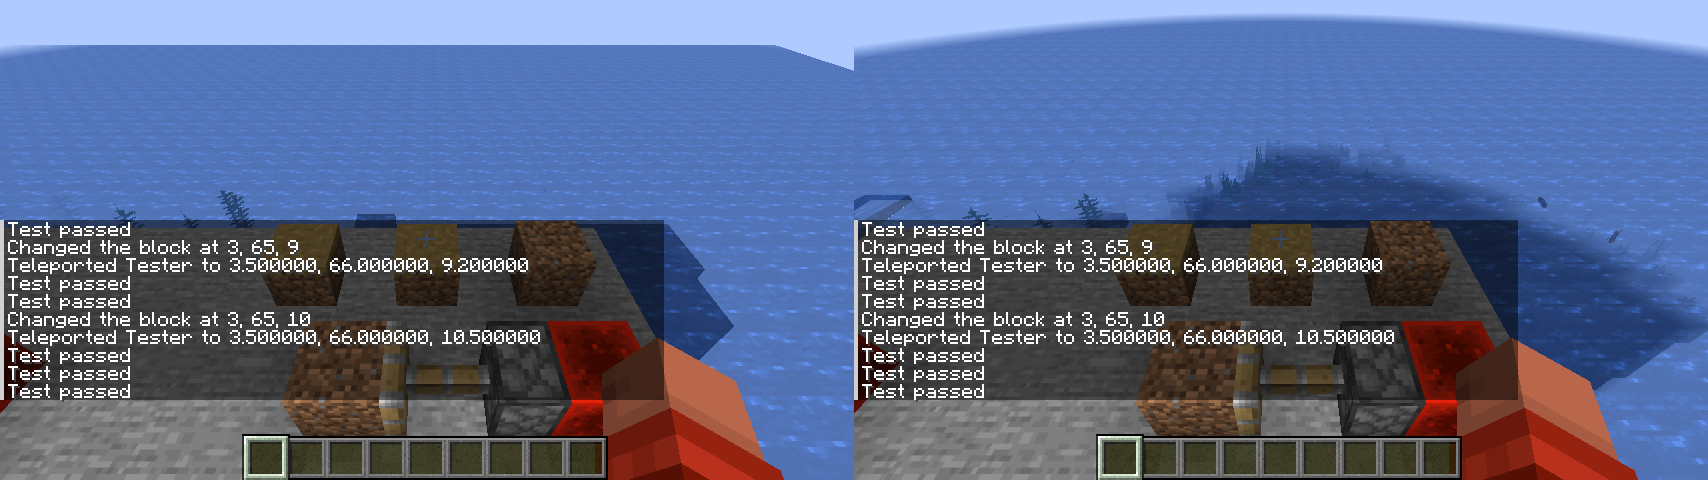 Test passed
Changed the block at 3, 65, 9
Teleported Tester to 3.500000, 66.000000, 9.200000
Test passed
Test passed
Changed the block at 3, 65, 10
Teleported Tester to 3.500000, 66.000000, 10.500000
Test passed
Test passed
Test passed
Test passed
Changed the block at 3, 65, 9
Teleported Tester to 3.500000, 66.000000, 9.200000
Test passed
Test passed
Changed the block at 3, 65, 10
Teleported Tester to 3.500000, 66.000000, 10.500000
Test passed
Test passed
Test passed